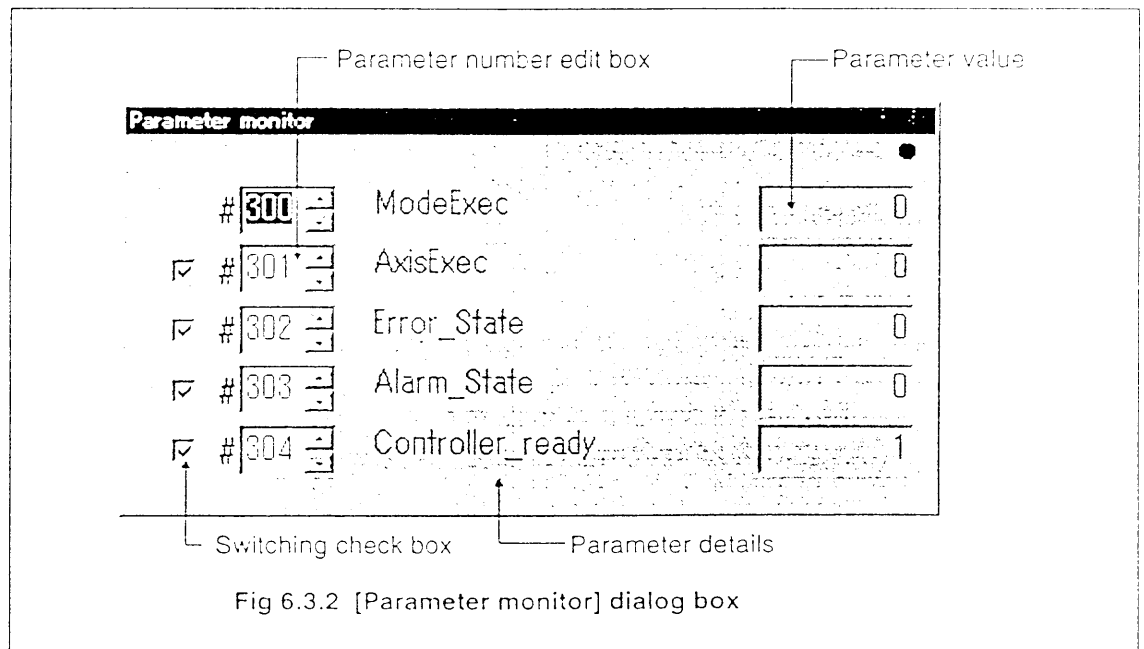 Parameter number edit box
Parameter value
Parameter monitor
#300 ModeExec 0
#301 AxisExec 0
#302 Error_State 0
#303 Alarm_State 0
#304 Controller_ready 1
Switching check box
Parameter details
Fig 6.3.2 [Parameter monitor] dialog box